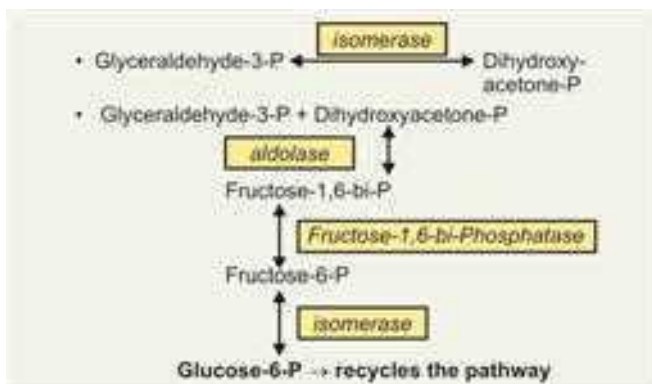 isomerase
• Glyceraldehyde-3-P Dihydroxy-
acetone-P
• Glyceraldehyde-3-P + Dihydroxyacetone-P
aldolase
Fructose-1,6-bi-P
Fructose-1,6-bi-Phosphatase
Fructose-6-P
isomerase
Glucose-6-P → recycles the pathway